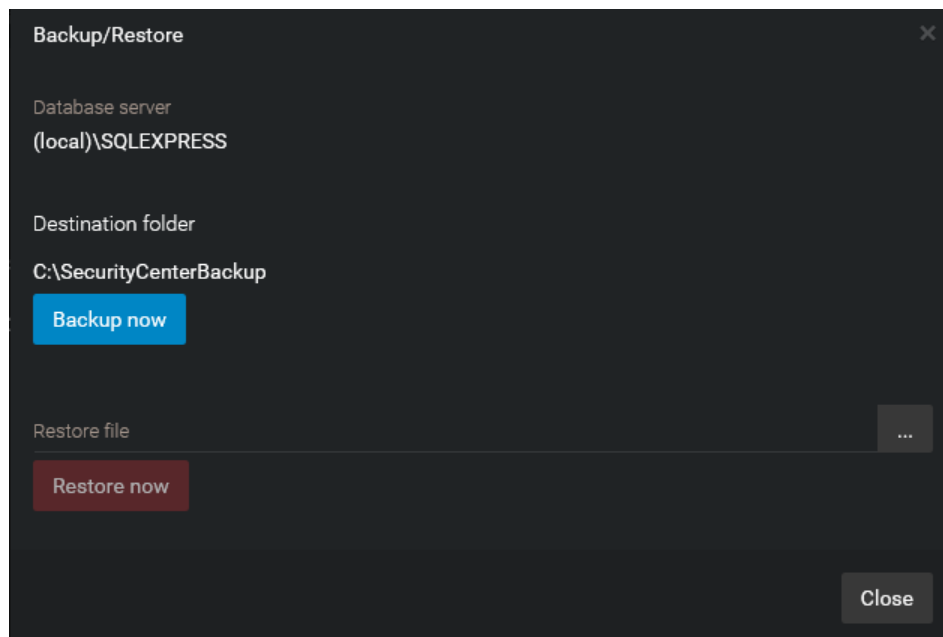 Backup/Restore
Database server
(local)\SQLEXPRESS
Destination folder
C:\SecurityCenterBackup
Backup now
Restore file
...
Restore now
Close